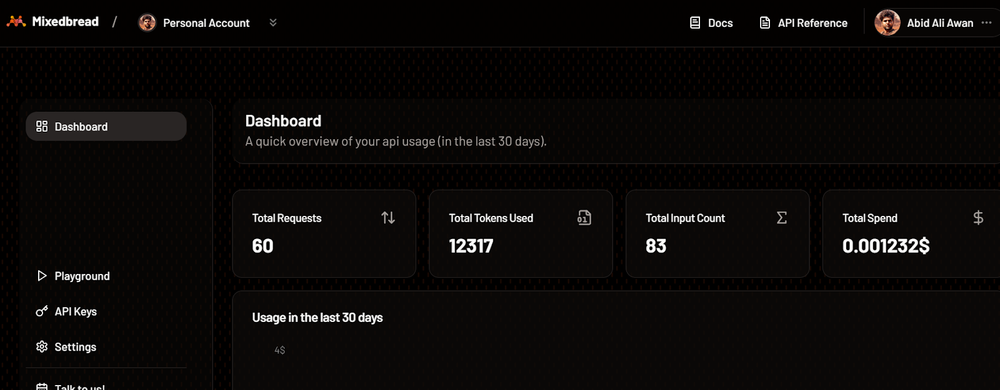 Mixedbread / Personal Account Docs API Reference Abid Ali Awan
Dashboard
Playground
API Keys
Settings
Talk to us!
Dashboard
A quick overview of your api usage (in the last 30 days).
Total Requests
60
Total Tokens Used
12317
Total Input Count
83
Total Spend
0.001232$
Usage in the last 30 days
4$